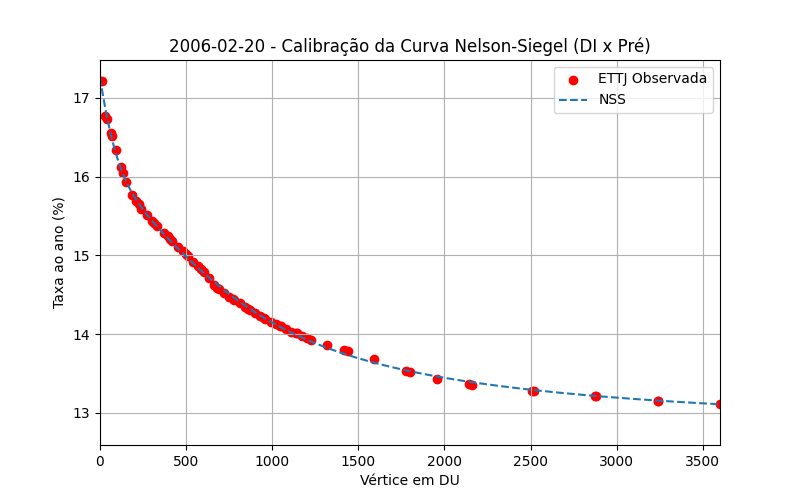 2006-02-20 - Calibração da Curva Nelson-Siegel (DI x Pré)
ETTJ Observada
NSS
Taxa ao ano (%)
17
16
15
14
13
0 500 1000 1500 2000 2500 3000 3500
Vértice em DU